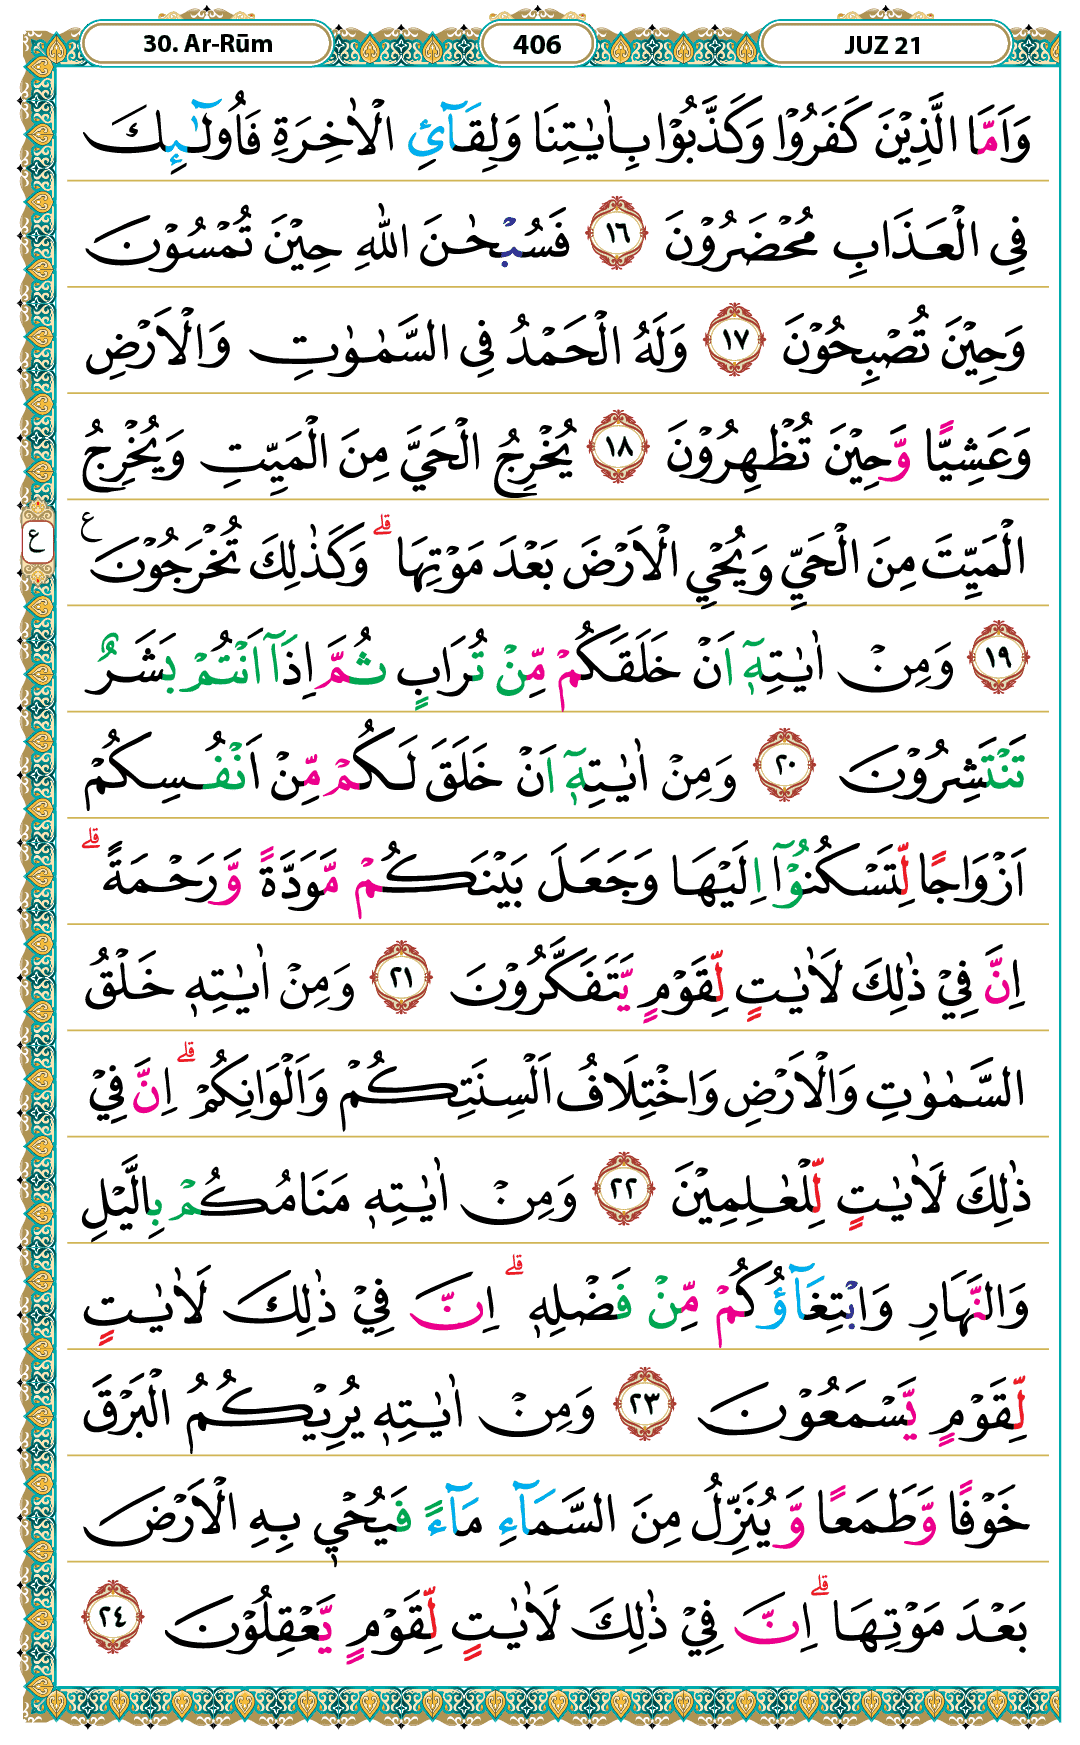 30. Ar-Rūm 406 JUZ 21
وَاَمَّا الَّذِيْنَ كَفَرُوْا وَكَذَّبُوْا بِاٰيٰتِنَا وَلِقَآئِ الْاٰخِرَةِ فَاُولٰٓئِكَ
فِى الْعَذَابِ مُحْضَرُوْنَ ١٦ فَسُبْحٰنَ اللّٰهِ حِيْنَ تُمْسُوْنَ
وَحِيْنَ تُصْبِحُوْنَ ١٧ وَلَهُ الْحَمْدُ فِى السَّمٰوٰتِ وَالْاَرْضِ
وَعَشِيًّا وَّحِيْنَ تُظْهِرُوْنَ ١٨ يُخْرِجُ الْحَيَّ مِنَ الْمَيِّتِ وَيُخْرِجُ
الْمَيِّتَ مِنَ الْحَيِّ وَيُحْيِ الْاَرْضَ بَعْدَ مَوْتِهَا ۗ وَكَذٰلِكَ تُخْرَجُوْنَ ع
ع
١٩ وَمِنْ اٰيٰتِهٖٓ اَنْ خَلَقَكُمْ مِّنْ تُرَابٍ ثُمَّ اِذَآ اَنْتُمْ بَشَرٌ
تَنْتَشِرُوْنَ ٢٠ وَمِنْ اٰيٰتِهٖٓ اَنْ خَلَقَ لَكُمْ مِّنْ اَنْفُسِكُمْ
اَزْوَاجًا لِّتَسْكُنُوْٓا اِلَيْهَا وَجَعَلَ بَيْنَكُمْ مَّوَدَّةً وَّرَحْمَةً ۗ
اِنَّ فِيْ ذٰلِكَ لَاٰيٰتٍ لِّقَوْمٍ يَّتَفَكَّرُوْنَ ٢١ وَمِنْ اٰيٰتِهٖ خَلْقُ
السَّمٰوٰتِ وَالْاَرْضِ وَاخْتِلَافُ اَلْسِنَتِكُمْ وَاَلْوَانِكُمْ ۗ اِنَّ فِيْ
ذٰلِكَ لَاٰيٰتٍ لِّلْعٰلِمِيْنَ ٢٢ وَمِنْ اٰيٰتِهٖ مَنَامُكُمْ بِالَّيْلِ
وَالنَّهَارِ وَابْتِغَآؤُكُمْ مِّنْ فَضْلِهٖ ۗ اِنَّ فِيْ ذٰلِكَ لَاٰيٰتٍ
لِّقَوْمٍ يَّسْمَعُوْنَ ٢٣ وَمِنْ اٰيٰتِهٖ يُرِيْكُمُ الْبَرْقَ
خَوْفًا وَّطَمَعًا وَّيُنَزِّلُ مِنَ السَّمَآءِ مَآءً فَيُحْيٖ بِهِ الْاَرْضَ
بَعْدَ مَوْتِهَا ۗ اِنَّ فِيْ ذٰلِكَ لَاٰيٰتٍ لِّقَوْمٍ يَّعْقِلُوْنَ ٢٤